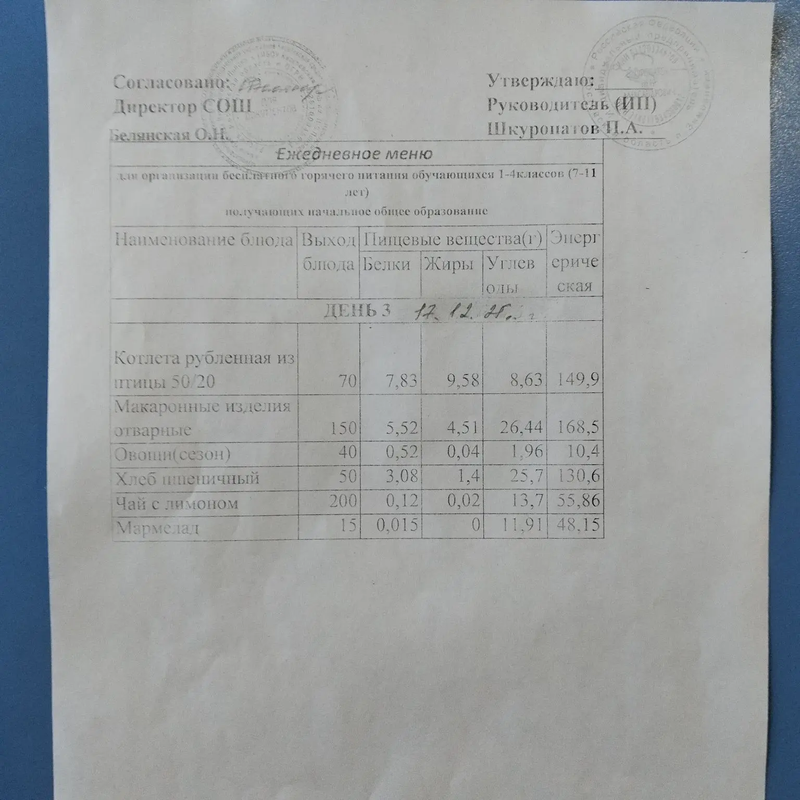 Согласовано:
Директор СОШ
Белянская О.Н.
Утверждаю:
Руководитель (ИП)
Шкуропатов П.А.
Ежедневное меню
для организации бесплатного горячего питания обучающихся 1-4классов (7-11
лет)
получающих начальное общее образование
Наименование блюда Выход блюда Пищевые вещества(г) Энергерическая
Белки Жиры Углеводы
ДЕНЬ 3 17.12.
Котлета рубленная из
птицы 50/20 70 7,83 9,58 8,63 149,9
Макаронные изделия
отварные 150 5,52 4,51 26,44 168,5
Овощи(сезон) 40 0,52 0,04 1,96 10,4
Хлеб пшеничный 50 3,08 1,4 25,7 130,6
Чай с лимоном 200 0,12 0,02 13,7 55,86
Мармелад 15 0,015 0 11,91 48,15